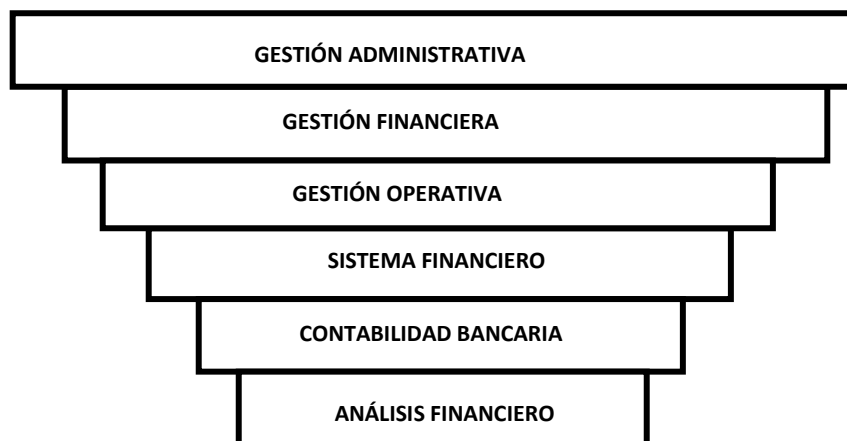 GESTIÓN ADMINISTRATIVA
GESTIÓN FINANCIERA
GESTIÓN OPERATIVA
SISTEMA FINANCIERO
CONTABILIDAD BANCARIA
ANÁLISIS FINANCIERO